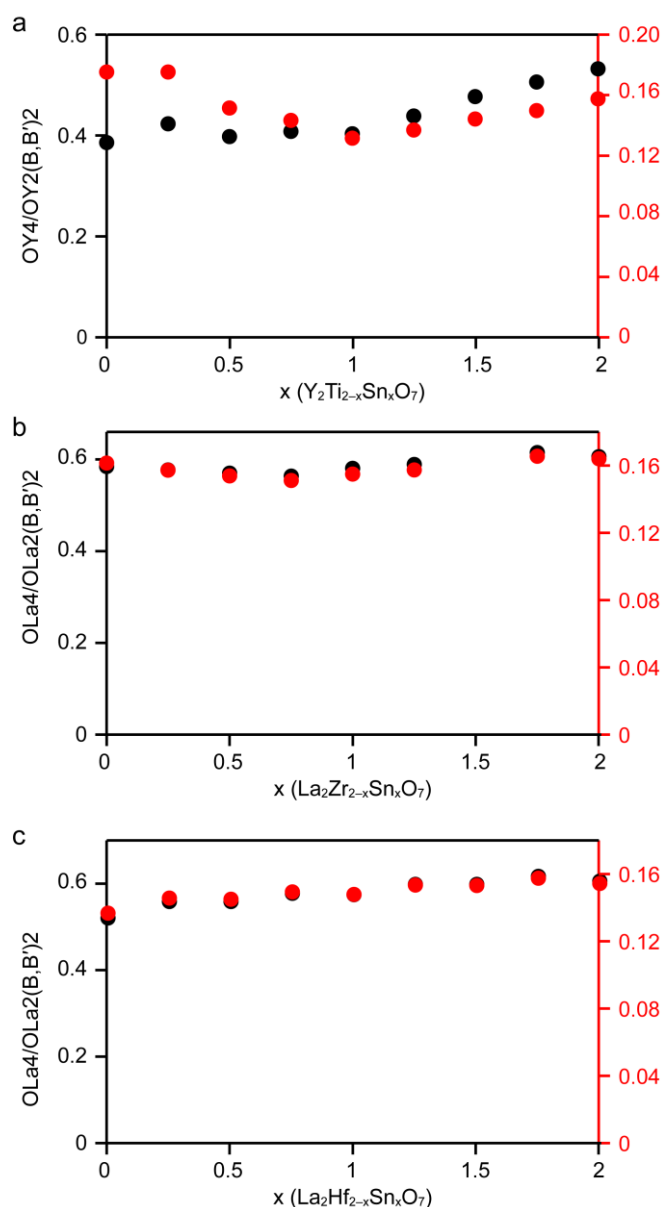 a
0.6
0.4
0.2
0
0.20
0.16
0.12
0.08
0.04
0
OY4/OY2(B,B′)2
0 0.5 1 1.5 2
x (Y₂Ti₂₋ₓSnₓO₇)
b
0.6
0.4
0.2
0
0.16
0.12
0.08
0.04
0
OLa4/OLa2(B,B′)2
0 0.5 1 1.5 2
x (La₂Zr₂₋ₓSnₓO₇)
c
0.6
0.4
0.2
0
0.16
0.12
0.08
0.04
0
OLa4/OLa2(B,B′)2
0 0.5 1 1.5 2
x (La₂Hf₂₋ₓSnₓO₇)